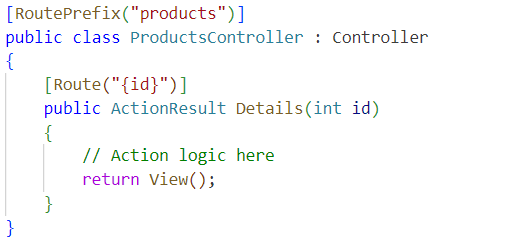 [RoutePrefix("products")]
public class ProductsController : Controller
{
    [Route("{id}")]
    public ActionResult Details(int id)
    {
        // Action logic here
        return View();
    }
}